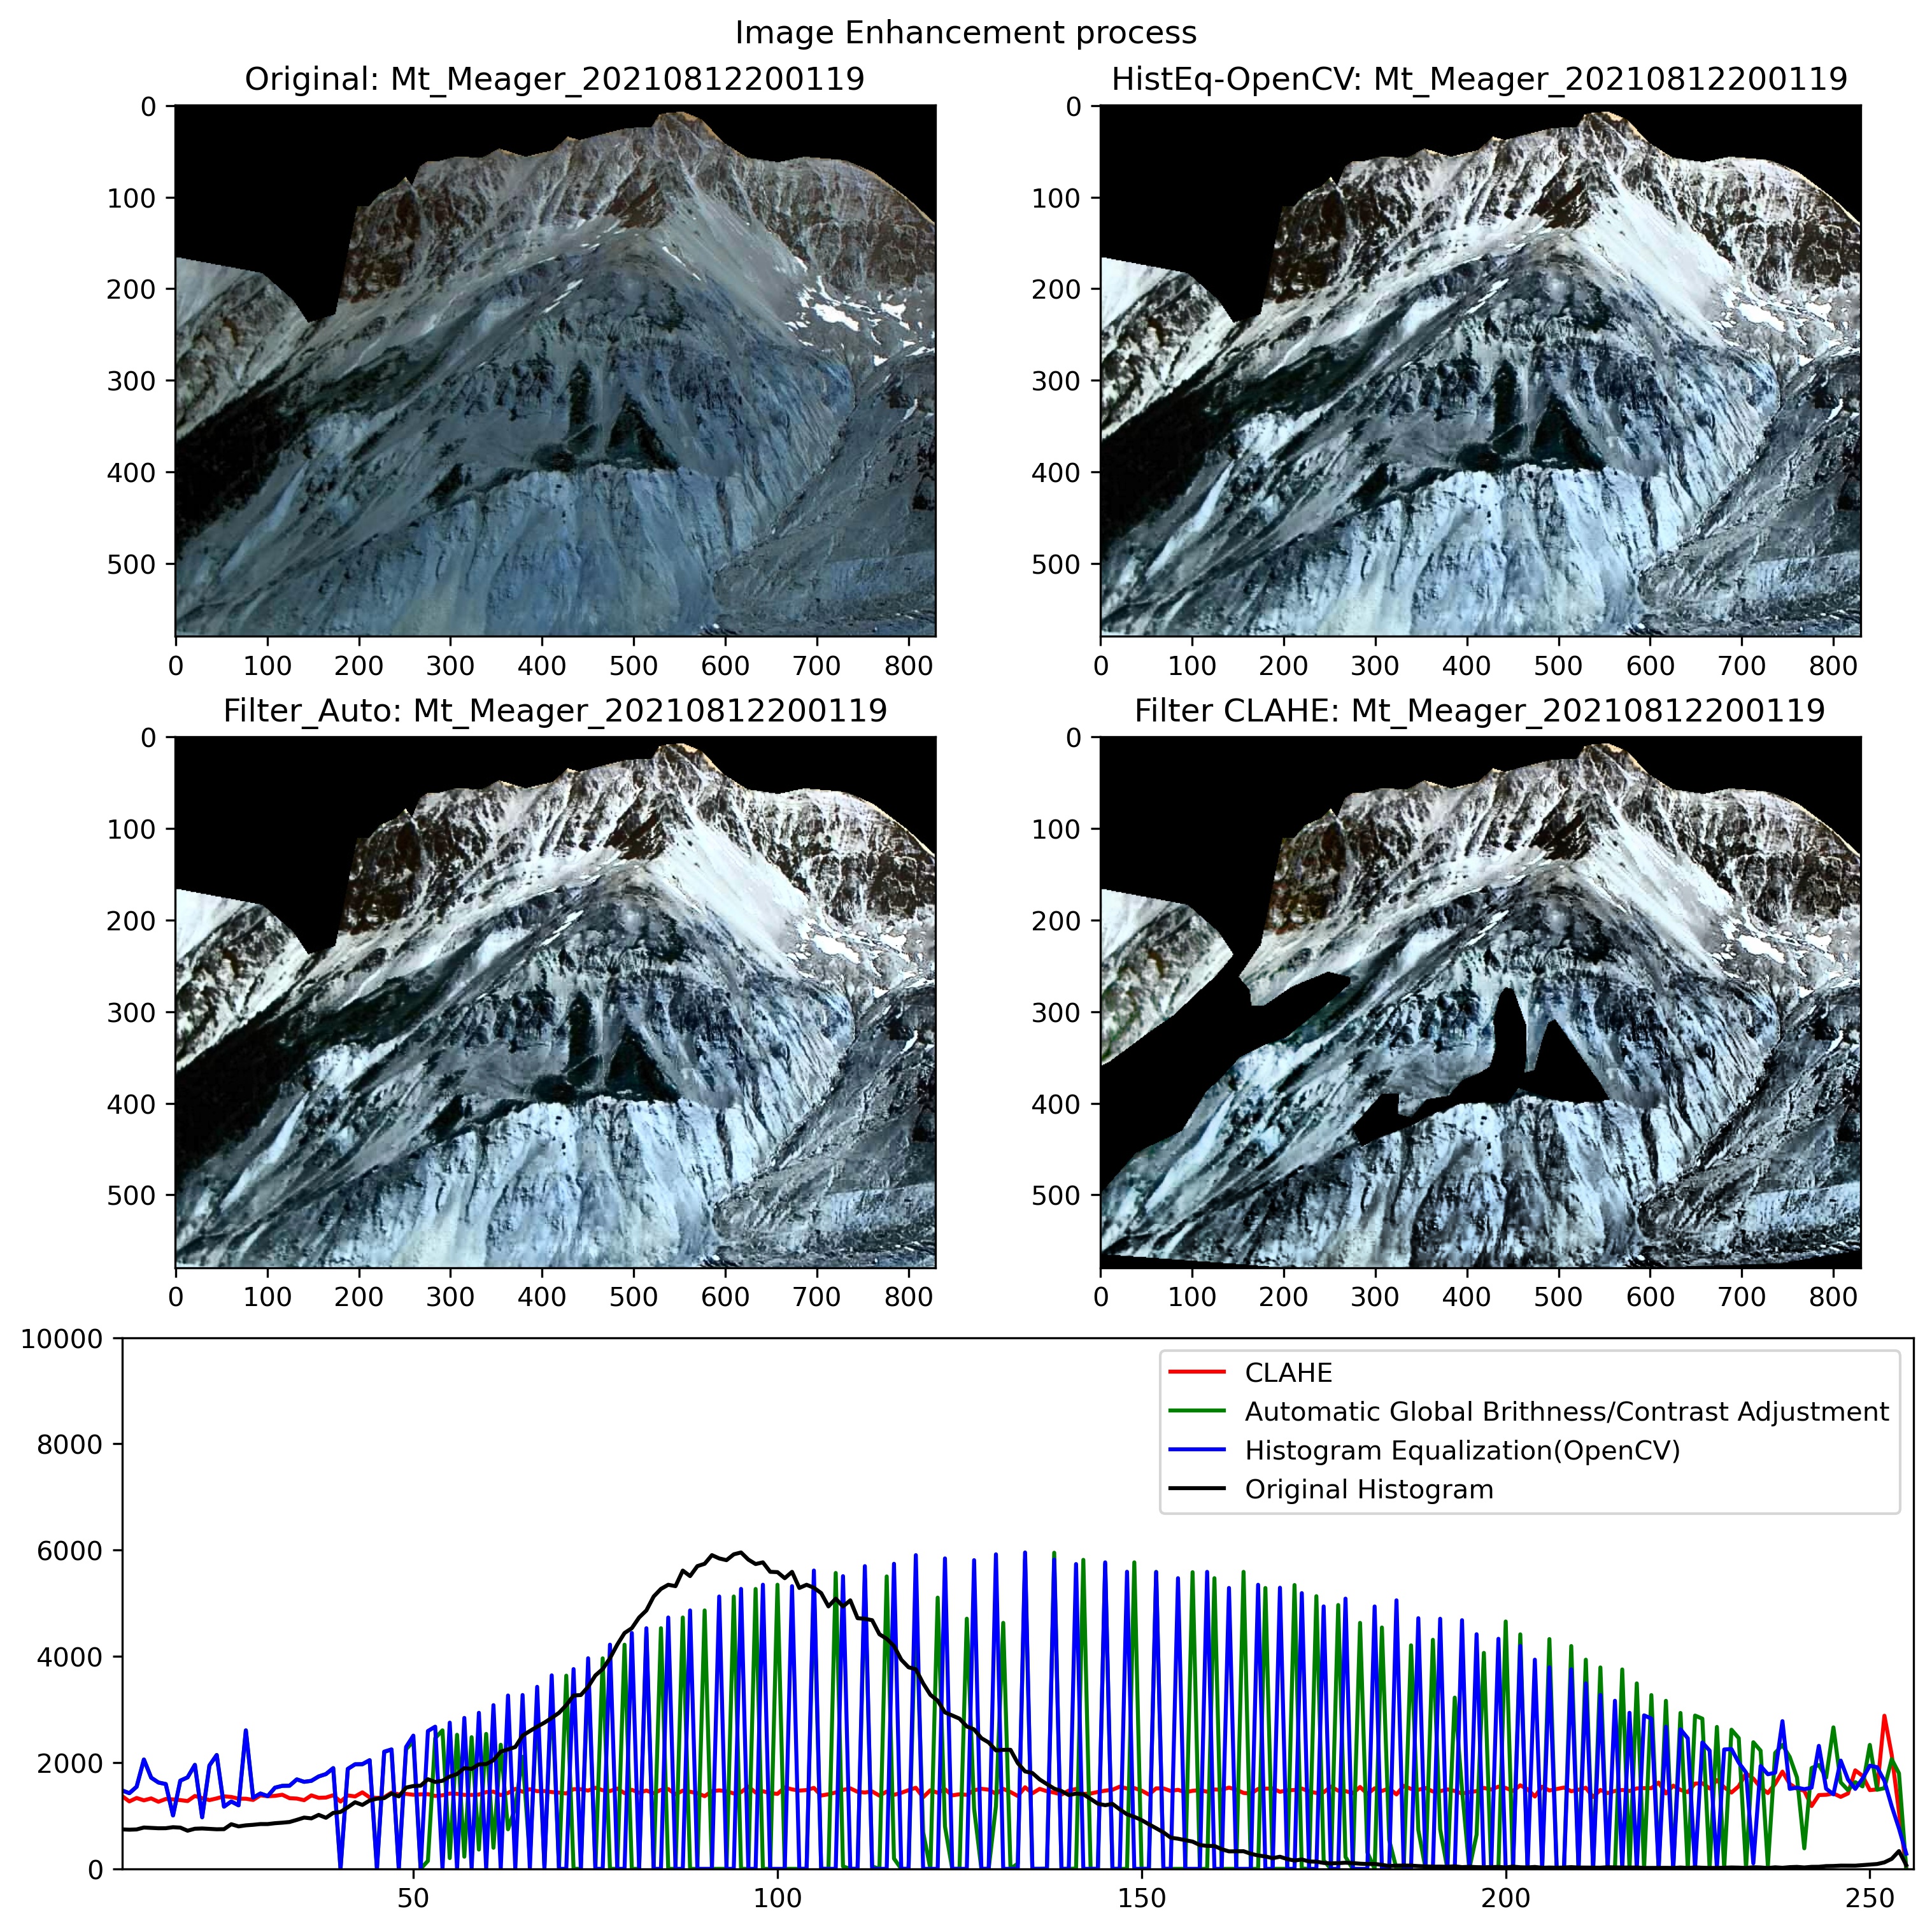 Image Enhancement process
Original: Mt_Meager_20210812200119
HistEq-OpenCV: Mt_Meager_20210812200119
0
100
200
300
400
500
0 100 200 300 400 500 600 700 800
0
100
200
300
400
500
0 100 200 300 400 500 600 700 800
Filter_Auto: Mt_Meager_20210812200119
Filter CLAHE: Mt_Meager_20210812200119
0
100
200
300
400
500
0 100 200 300 400 500 600 700 800
0
100
200
300
400
500
0 100 200 300 400 500 600 700 800
10000
8000
6000
4000
2000
0
50 100 150 200 250
CLAHE
Automatic Global Brithness/Contrast Adjustment
Histogram Equalization(OpenCV)
Original Histogram